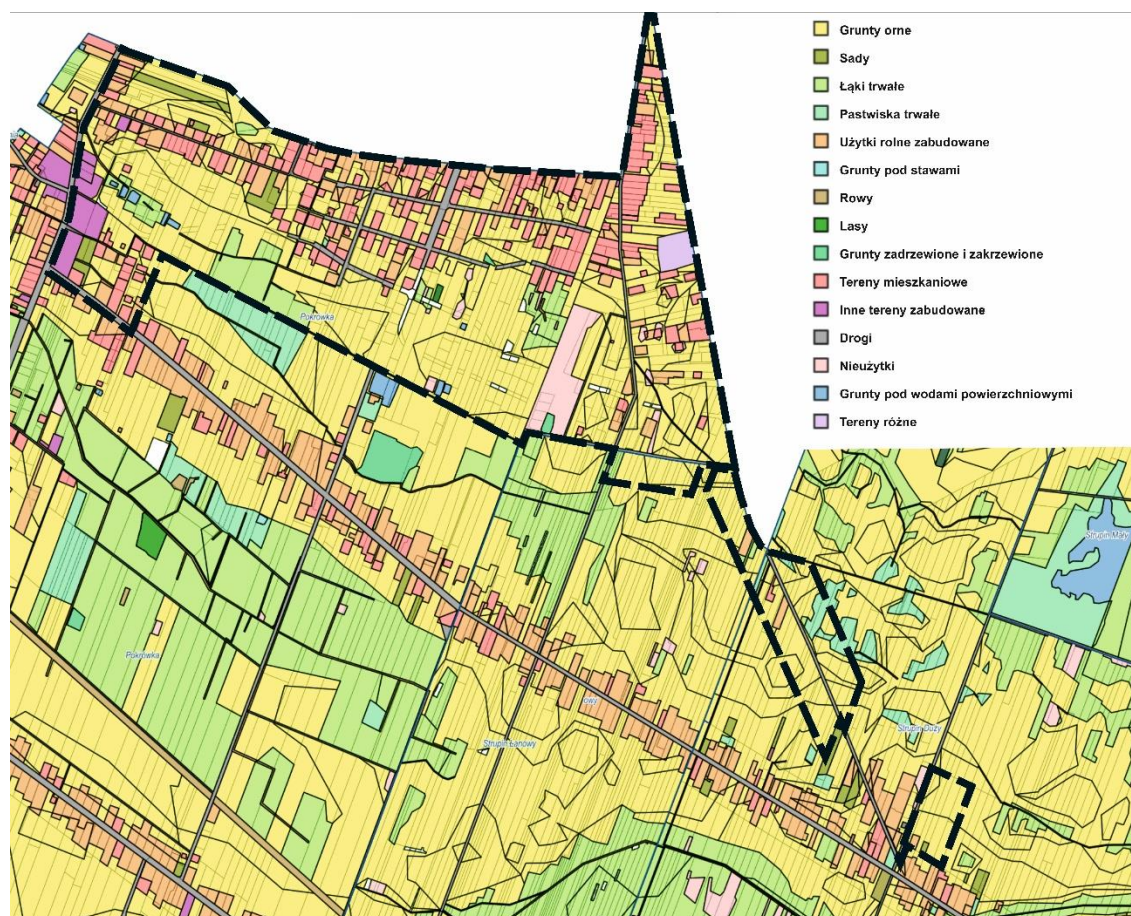 Grunty orne
Sady
Łąki trwałe
Pastwiska trwałe
Użytki rolne zabudowane
Grunty pod stawami
Rowy
Lasy
Grunty zadrzewione i zakrzewione
Tereny mieszkaniowe
Inne tereny zabudowane
Drogi
Nieużytki
Grunty pod wodami powierzchniowymi
Tereny różne
Pokrówka
Strupin Mały
Pokrówka
owy
Strupin Łanowy
Strupin Duży